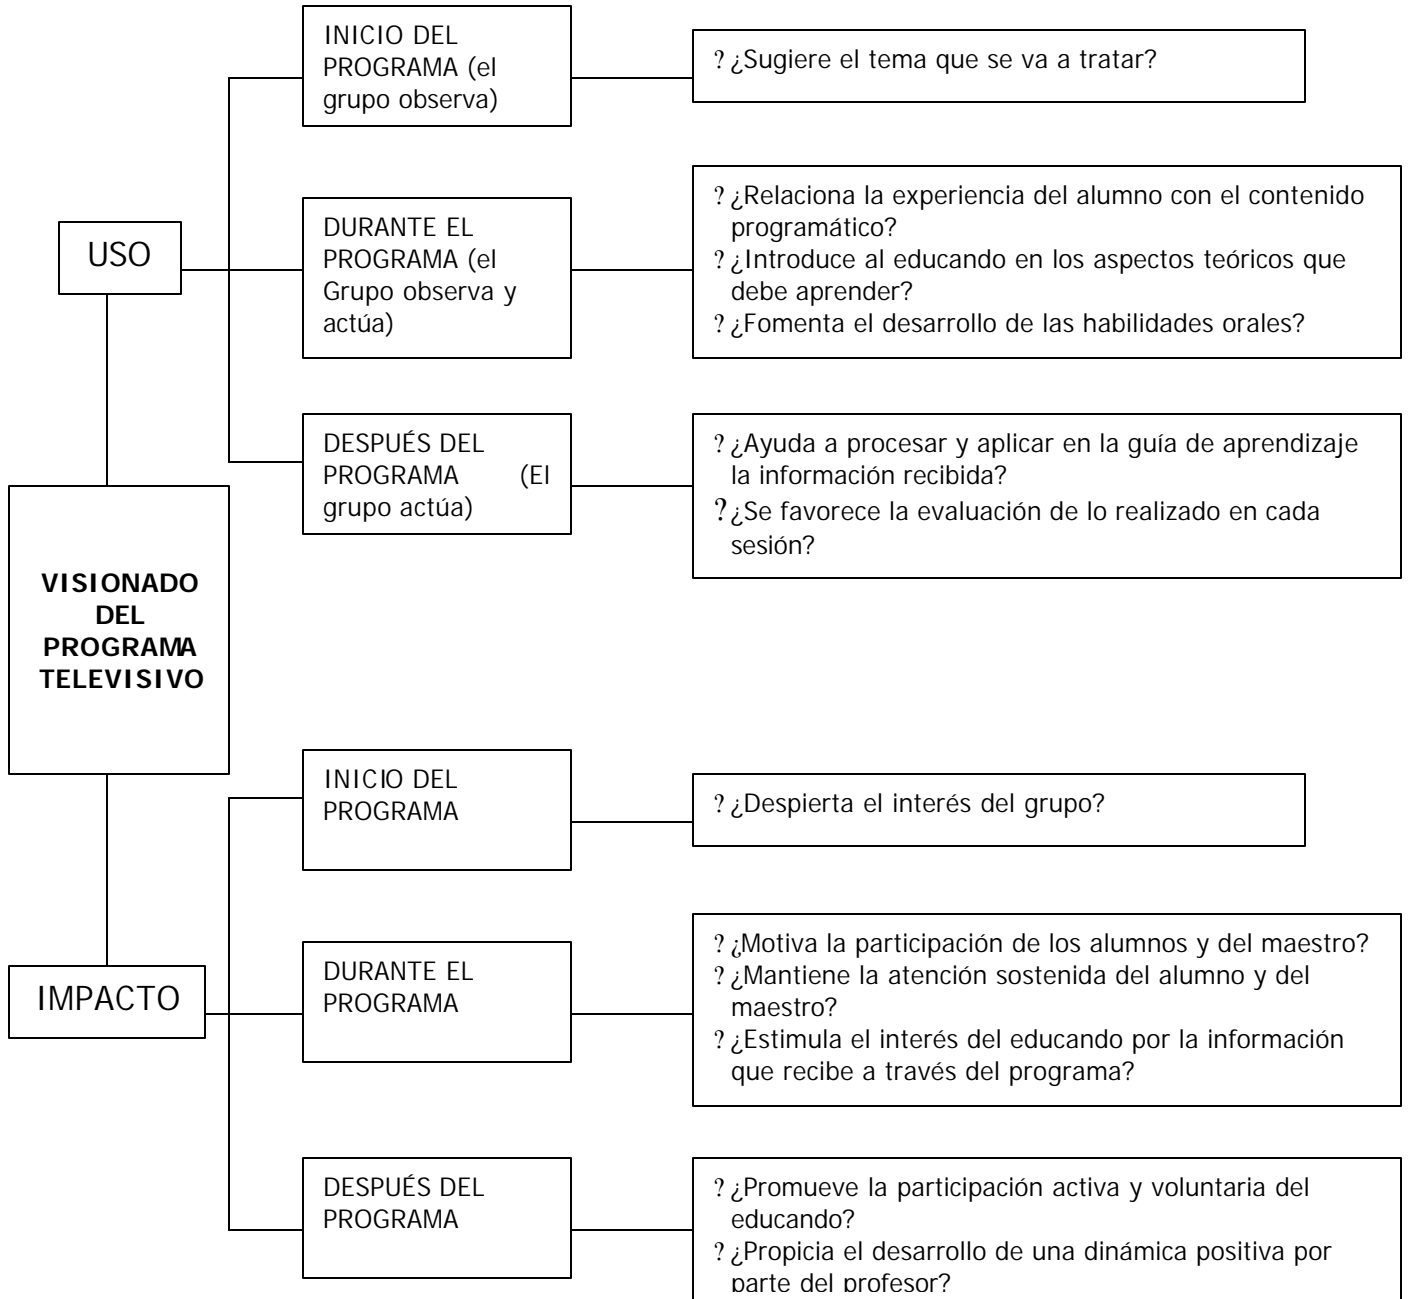 INICIO DEL
PROGRAMA (el
grupo observa)
? ¿Sugiere el tema que se va a tratar?
USO
DURANTE EL
PROGRAMA (el
Grupo observa y
actúa)
? ¿Relaciona la experiencia del alumno con el contenido
programático?
? ¿Introduce al educando en los aspectos teóricos que
debe aprender?
? ¿Fomenta el desarrollo de las habilidades orales?
DESPUÉS DEL
PROGRAMA (El
grupo actúa)
? ¿Ayuda a procesar y aplicar en la guía de aprendizaje
la información recibida?
? ¿Se favorece la evaluación de lo realizado en cada
sesión?
VISIONADO
DEL
PROGRAMA
TELEVISIVO
INICIO DEL
PROGRAMA
? ¿Despierta el interés del grupo?
IMPACTO
DURANTE EL
PROGRAMA
? ¿Motiva la participación de los alumnos y del maestro?
? ¿Mantiene la atención sostenida del alumno y del
maestro?
? ¿Estimula el interés del educando por la información
que recibe a través del programa?
DESPUÉS DEL
PROGRAMA
? ¿Promueve la participación activa y voluntaria del
educando?
? ¿Propicia el desarrollo de una dinámica positiva por
parte del profesor?